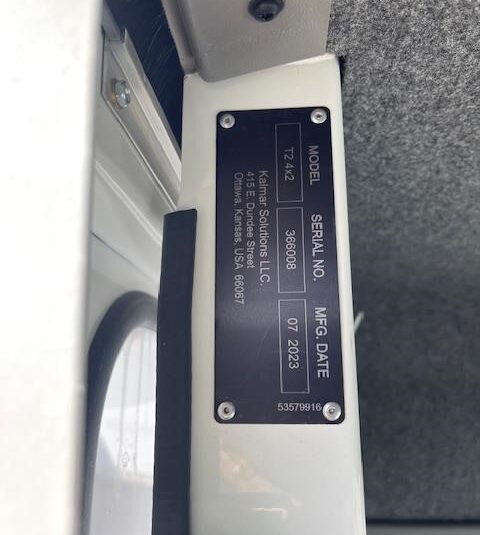 MODEL SERIAL NO. MFG. DATE
T2 4x2 366008 07 2023
Kalmar Solutions LLC.
415 E. Dundee Street
Ottawa, Kansas, USA 66067
53579916